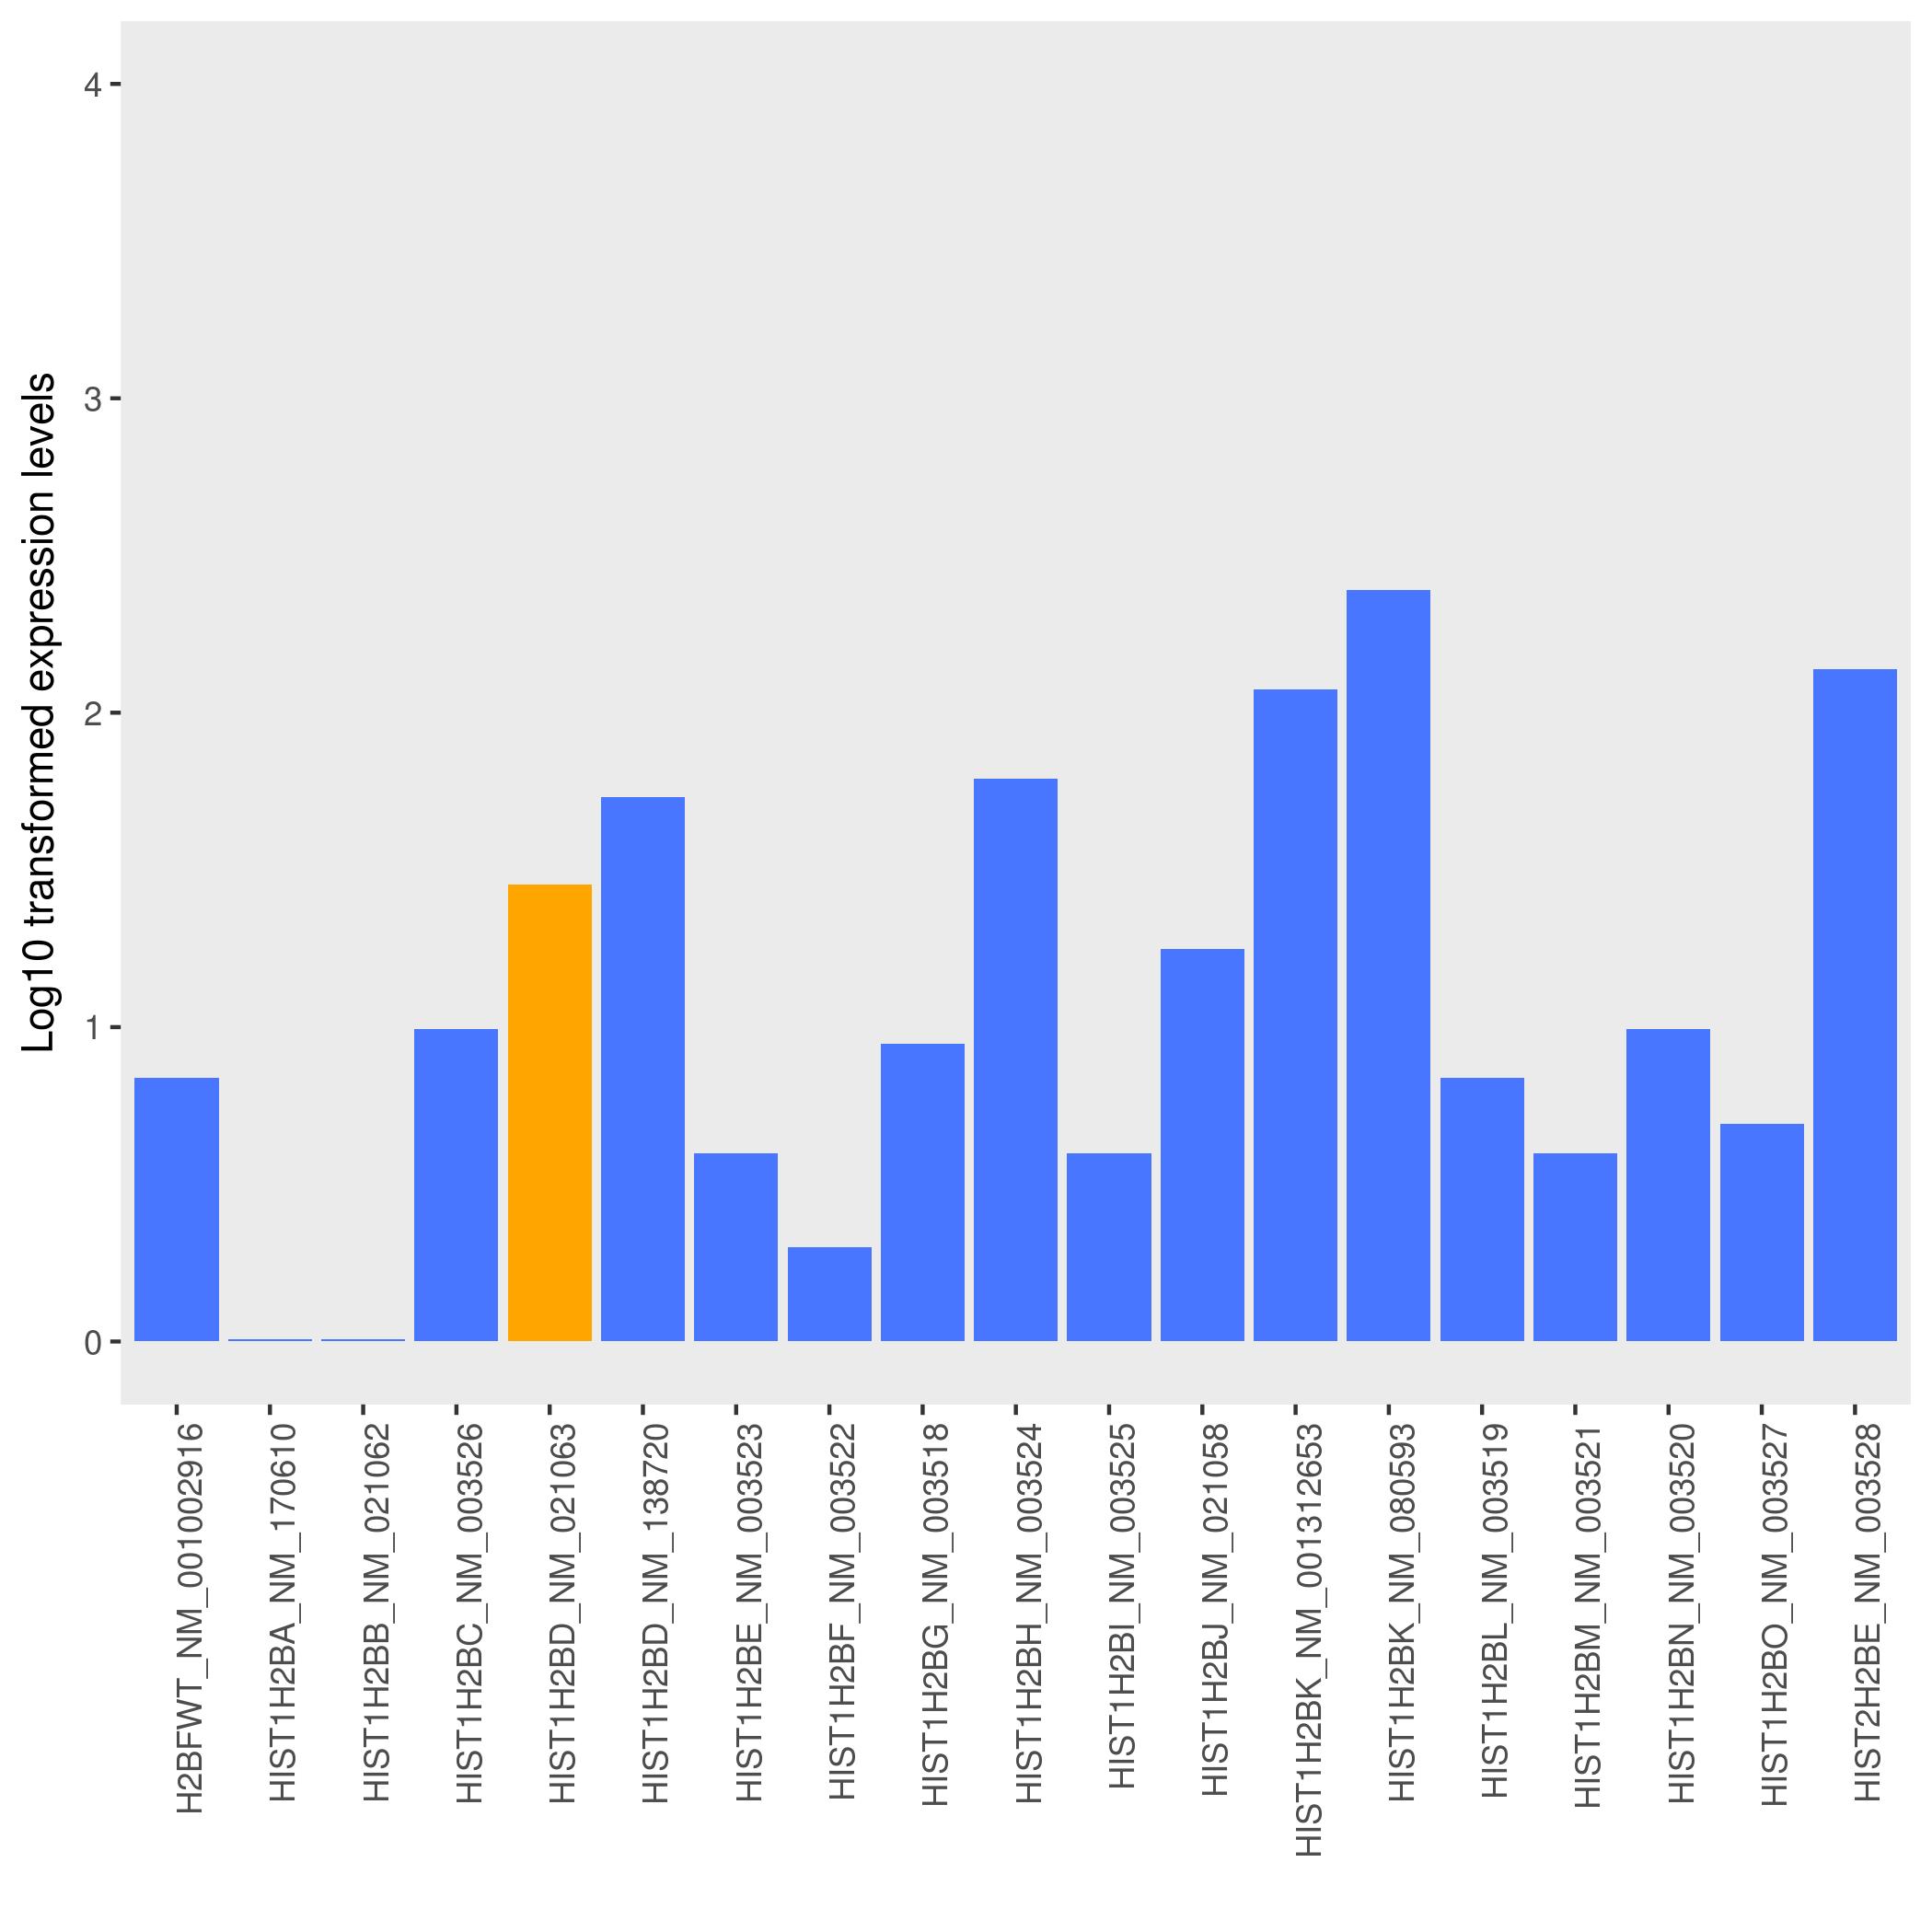 Log10 transformed expression levels
4
3
2
1
0
H2BFWT_NM_001002916
HIST1H2BA_NM_170610
HIST1H2BB_NM_021062
HIST1H2BC_NM_003526
HIST1H2BD_NM_021063
HIST1H2BD_NM_138720
HIST1H2BE_NM_003523
HIST1H2BF_NM_003522
HIST1H2BG_NM_003518
HIST1H2BH_NM_003524
HIST1H2BI_NM_003525
HIST1H2BJ_NM_021058
HIST1H2BK_NM_001312653
HIST1H2BK_NM_080593
HIST1H2BL_NM_003519
HIST1H2BM_NM_003521
HIST1H2BN_NM_003520
HIST1H2BO_NM_003527
HIST2H2BE_NM_003528